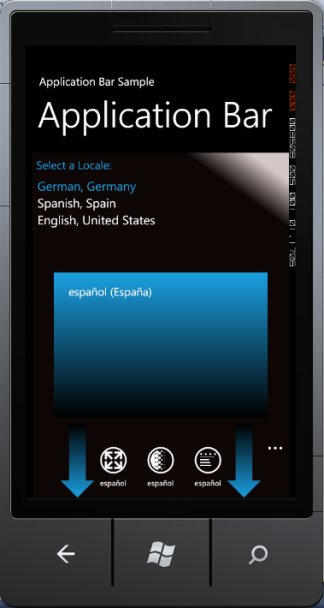 Application Bar Sample
Application Bar
Select a Locale:
German, Germany
Spanish, Spain
English, United States
español (España)
español
español
español